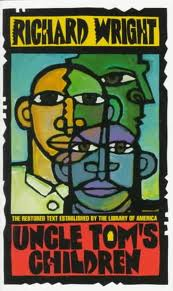 RICHARD WRIGHT
THE RESTORED TEXT ESTABLISHED BY THE LIBRARY OF AMERICA
UNCLE TOM'S
CHILDREN